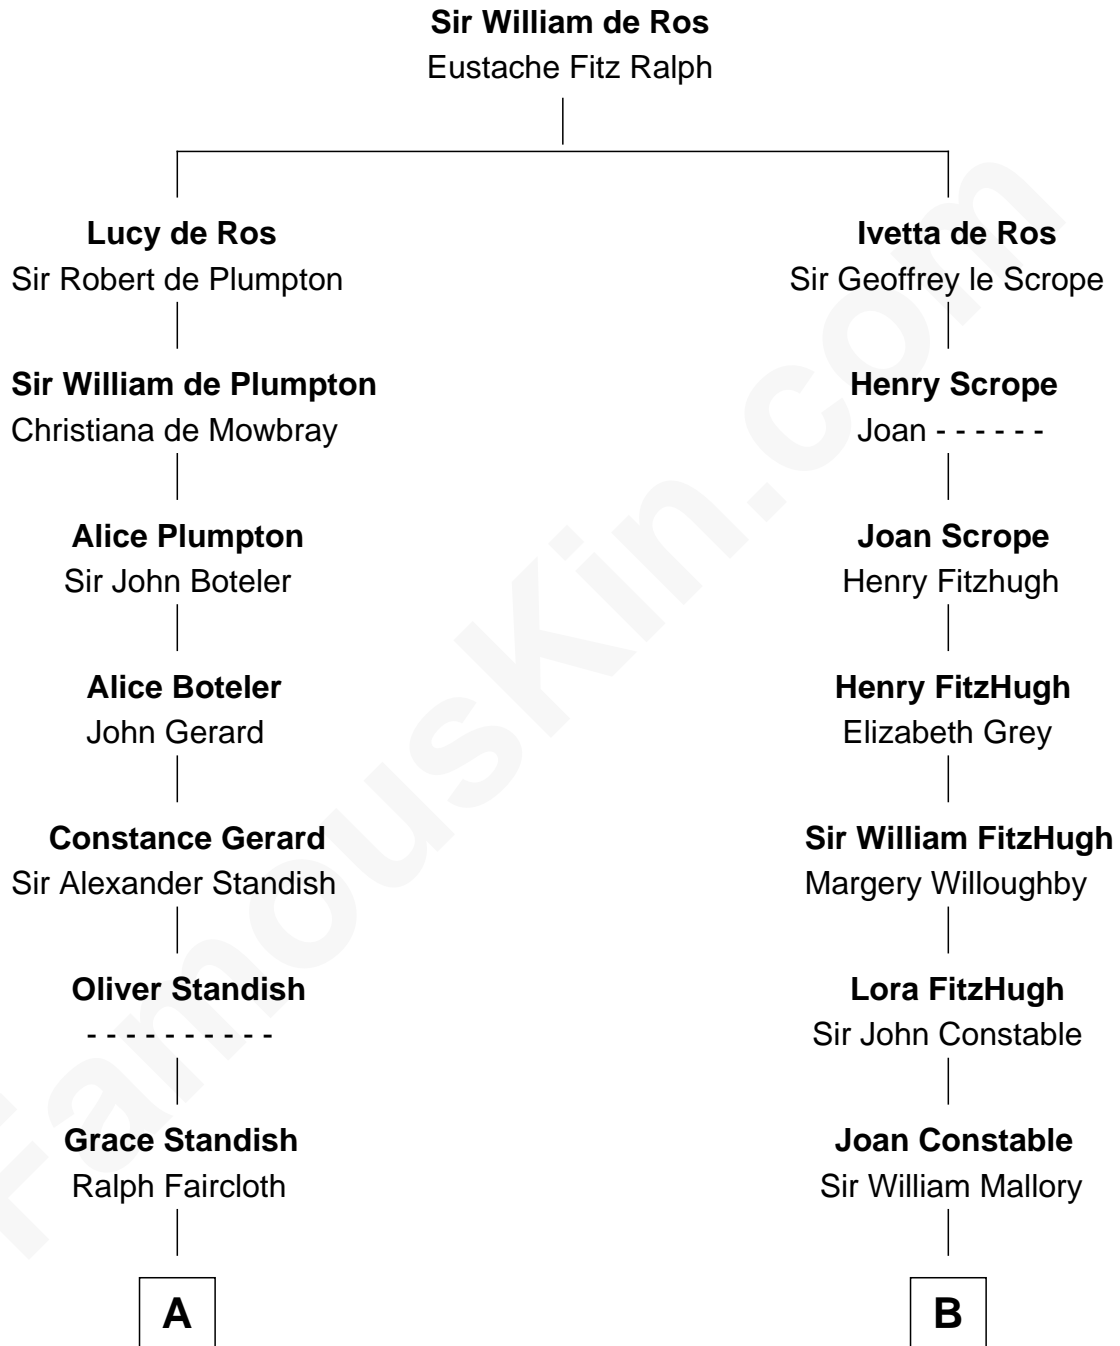 Sir William de Ros
Eustache Fitz Ralph
Lucy de Ros
Sir Robert de Plumpton
Ivetta de Ros
Sir Geoffrey le Scrope
Sir William de Plumpton
Christiana de Mowbray
Henry Scrope
Joan - - - - - -
Alice Plumpton
Sir John Boteler
Joan Scrope
Henry Fitzhugh
Alice Boteler
John Gerard
Henry FitzHugh
Elizabeth Grey
Constance Gerard
Sir Alexander Standish
Sir William FitzHugh
Margery Willoughby
Oliver Standish
- - - - - - - - - -
Lora FitzHugh
Sir John Constable
Grace Standish
Ralph Faircloth
Joan Constable
Sir William Mallory
A
B
FamousKin.com